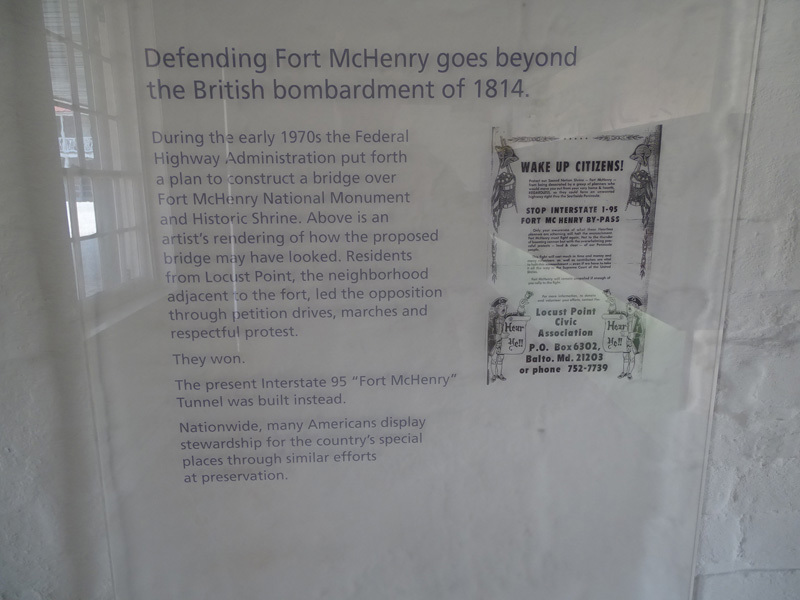 Defending Fort McHenry goes beyond
the British bombardment of 1814.
During the early 1970s the Federal
Highway Administration put forth
a plan to construct a bridge over
Fort McHenry National Monument
and Historic Shrine. Above is an
artist's rendering of how the proposed
bridge may have looked. Residents
from Locust Point, the neighborhood
adjacent to the fort, led the opposition
through petition drives, marches and
respectful protest.
They won.
The present Interstate 95 "Fort McHenry"
Tunnel was built instead.
Nationwide, many Americans display
stewardship for the country's special
places through similar efforts
at preservation.
WAKE UP CITIZENS!
STOP INTERSTATE I-95
FORT MC HENRY BY-PASS
Locust Point
Civic
Association
Hear
Ye!!
Hear
Ye!!
P.O. Box 6302,
Balto. Md. 21203
or phone 752-7739